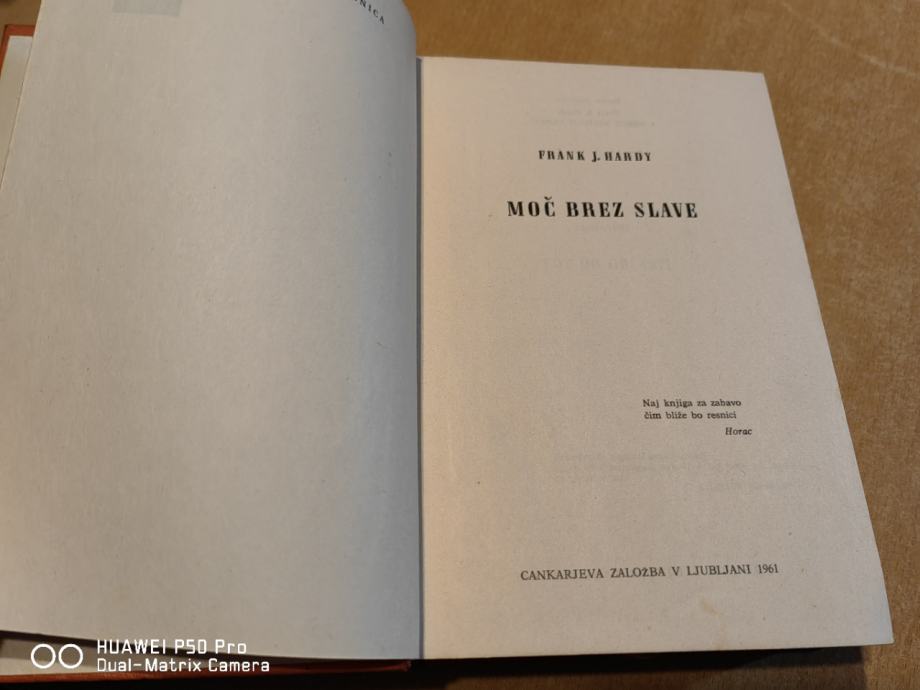 FRANK J. HARDY
MOČ BREZ SLAVE
Naj knjiga za zabavo
čim bliže bo resnici
Horac
CANKARJEVA ZALOŽBA V LJUBLJANI 1961
HUAWEI P50 Pro
Dual-Matrix Camera